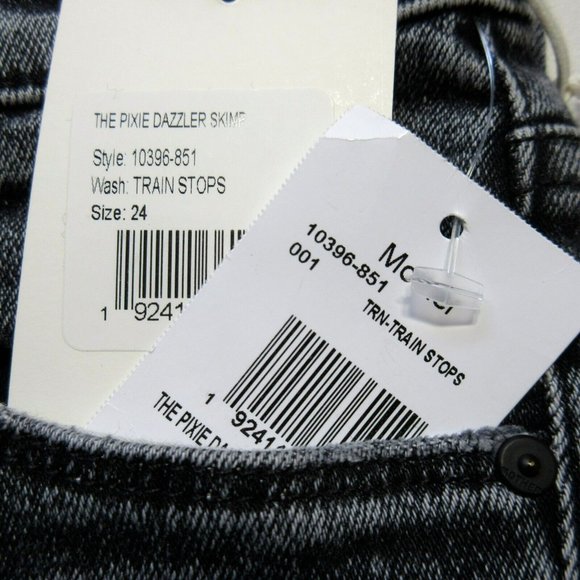 THE PIXIE DAZZLER SKIMP
Style: 10396-851
Wash: TRAIN STOPS
Size: 24
1 9241
10396-851
001
TRN-TRAIN STOPS
1 9241
THE PIXIE